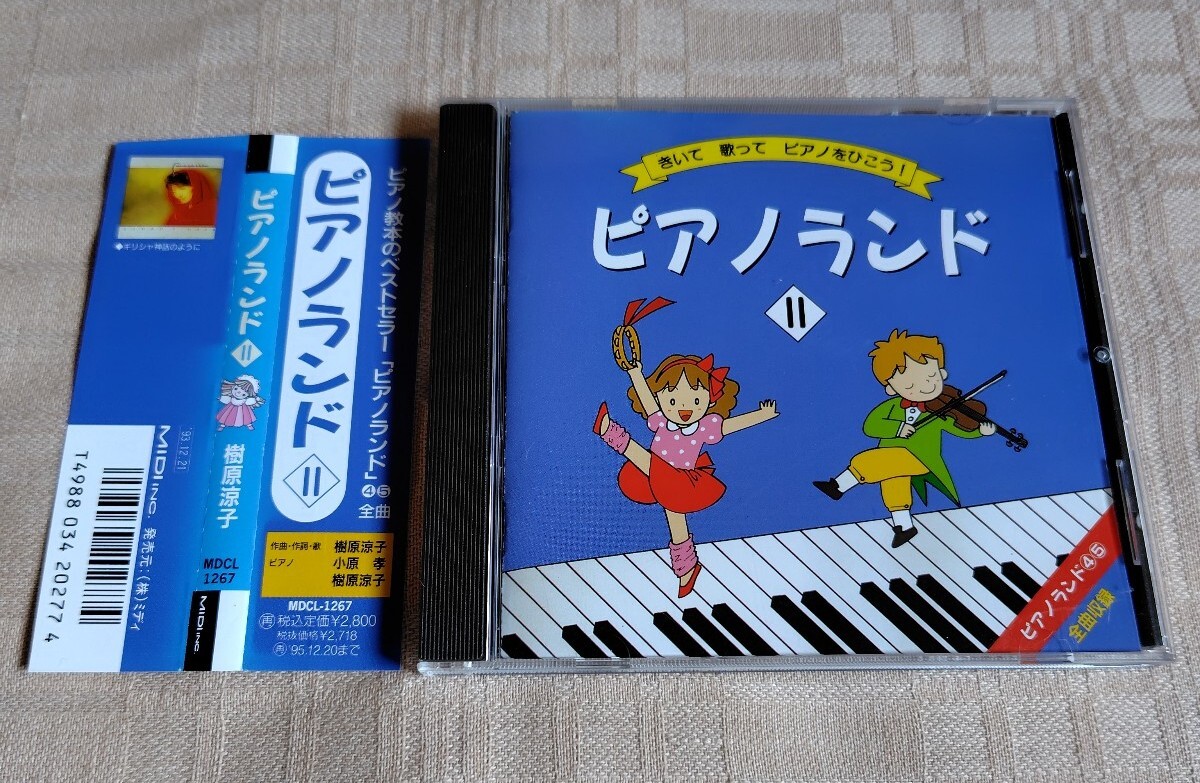 ◆ギリシャ神話のように
'93.12.21
MIDI INC. 発売元:(株)ミディ
T4988 034 20277 4
ピアノランド II
樹原涼子
MDCL
1267
MIDI INC.
ピアノ教本のベストセラー「ピアノランド」④⑤全曲
ピアノランド II
作曲・作詞・歌 樹原涼子
ピアノ 小原 孝
樹原涼子
MDCL-1267
再税込定価¥2,800
税抜価格¥2,718
再'95.12.20まで
きいて 歌って ピアノをひこう!
ピアノランド
II
ピアノランド④⑤
全曲収録